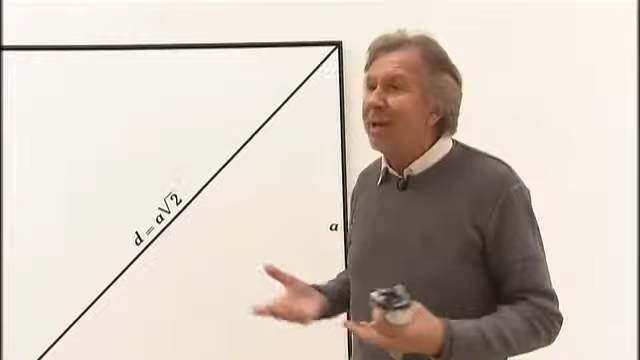 d = a√2
a